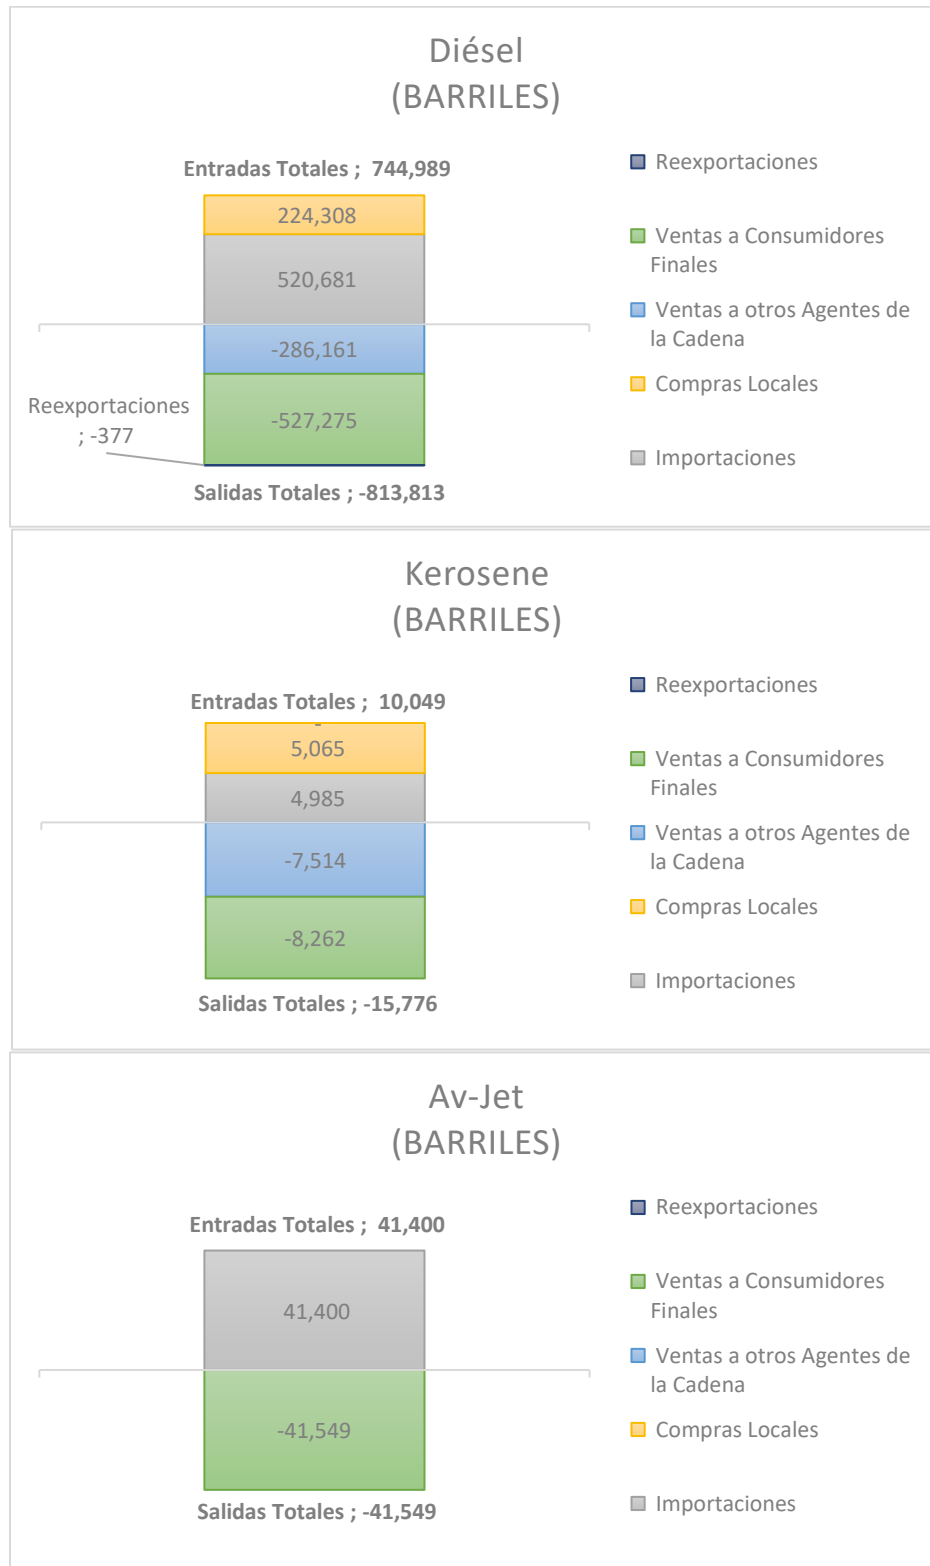 Diésel
(BARRILES)
Entradas Totales ;  744,989
224,308
520,681
-286,161
-527,275
Reexportaciones
; -377
Salidas Totales ; -813,813
Reexportaciones
Ventas a Consumidores
Finales
Ventas a otros Agentes de
la Cadena
Compras Locales
Importaciones
Kerosene
(BARRILES)
Entradas Totales ;  10,049
-
5,065
4,985
-7,514
-8,262
Salidas Totales ; -15,776
Reexportaciones
Ventas a Consumidores
Finales
Ventas a otros Agentes de
la Cadena
Compras Locales
Importaciones
Av-Jet
(BARRILES)
Entradas Totales ;  41,400
41,400
-41,549
Salidas Totales ; -41,549
Reexportaciones
Ventas a Consumidores
Finales
Ventas a otros Agentes de
la Cadena
Compras Locales
Importaciones